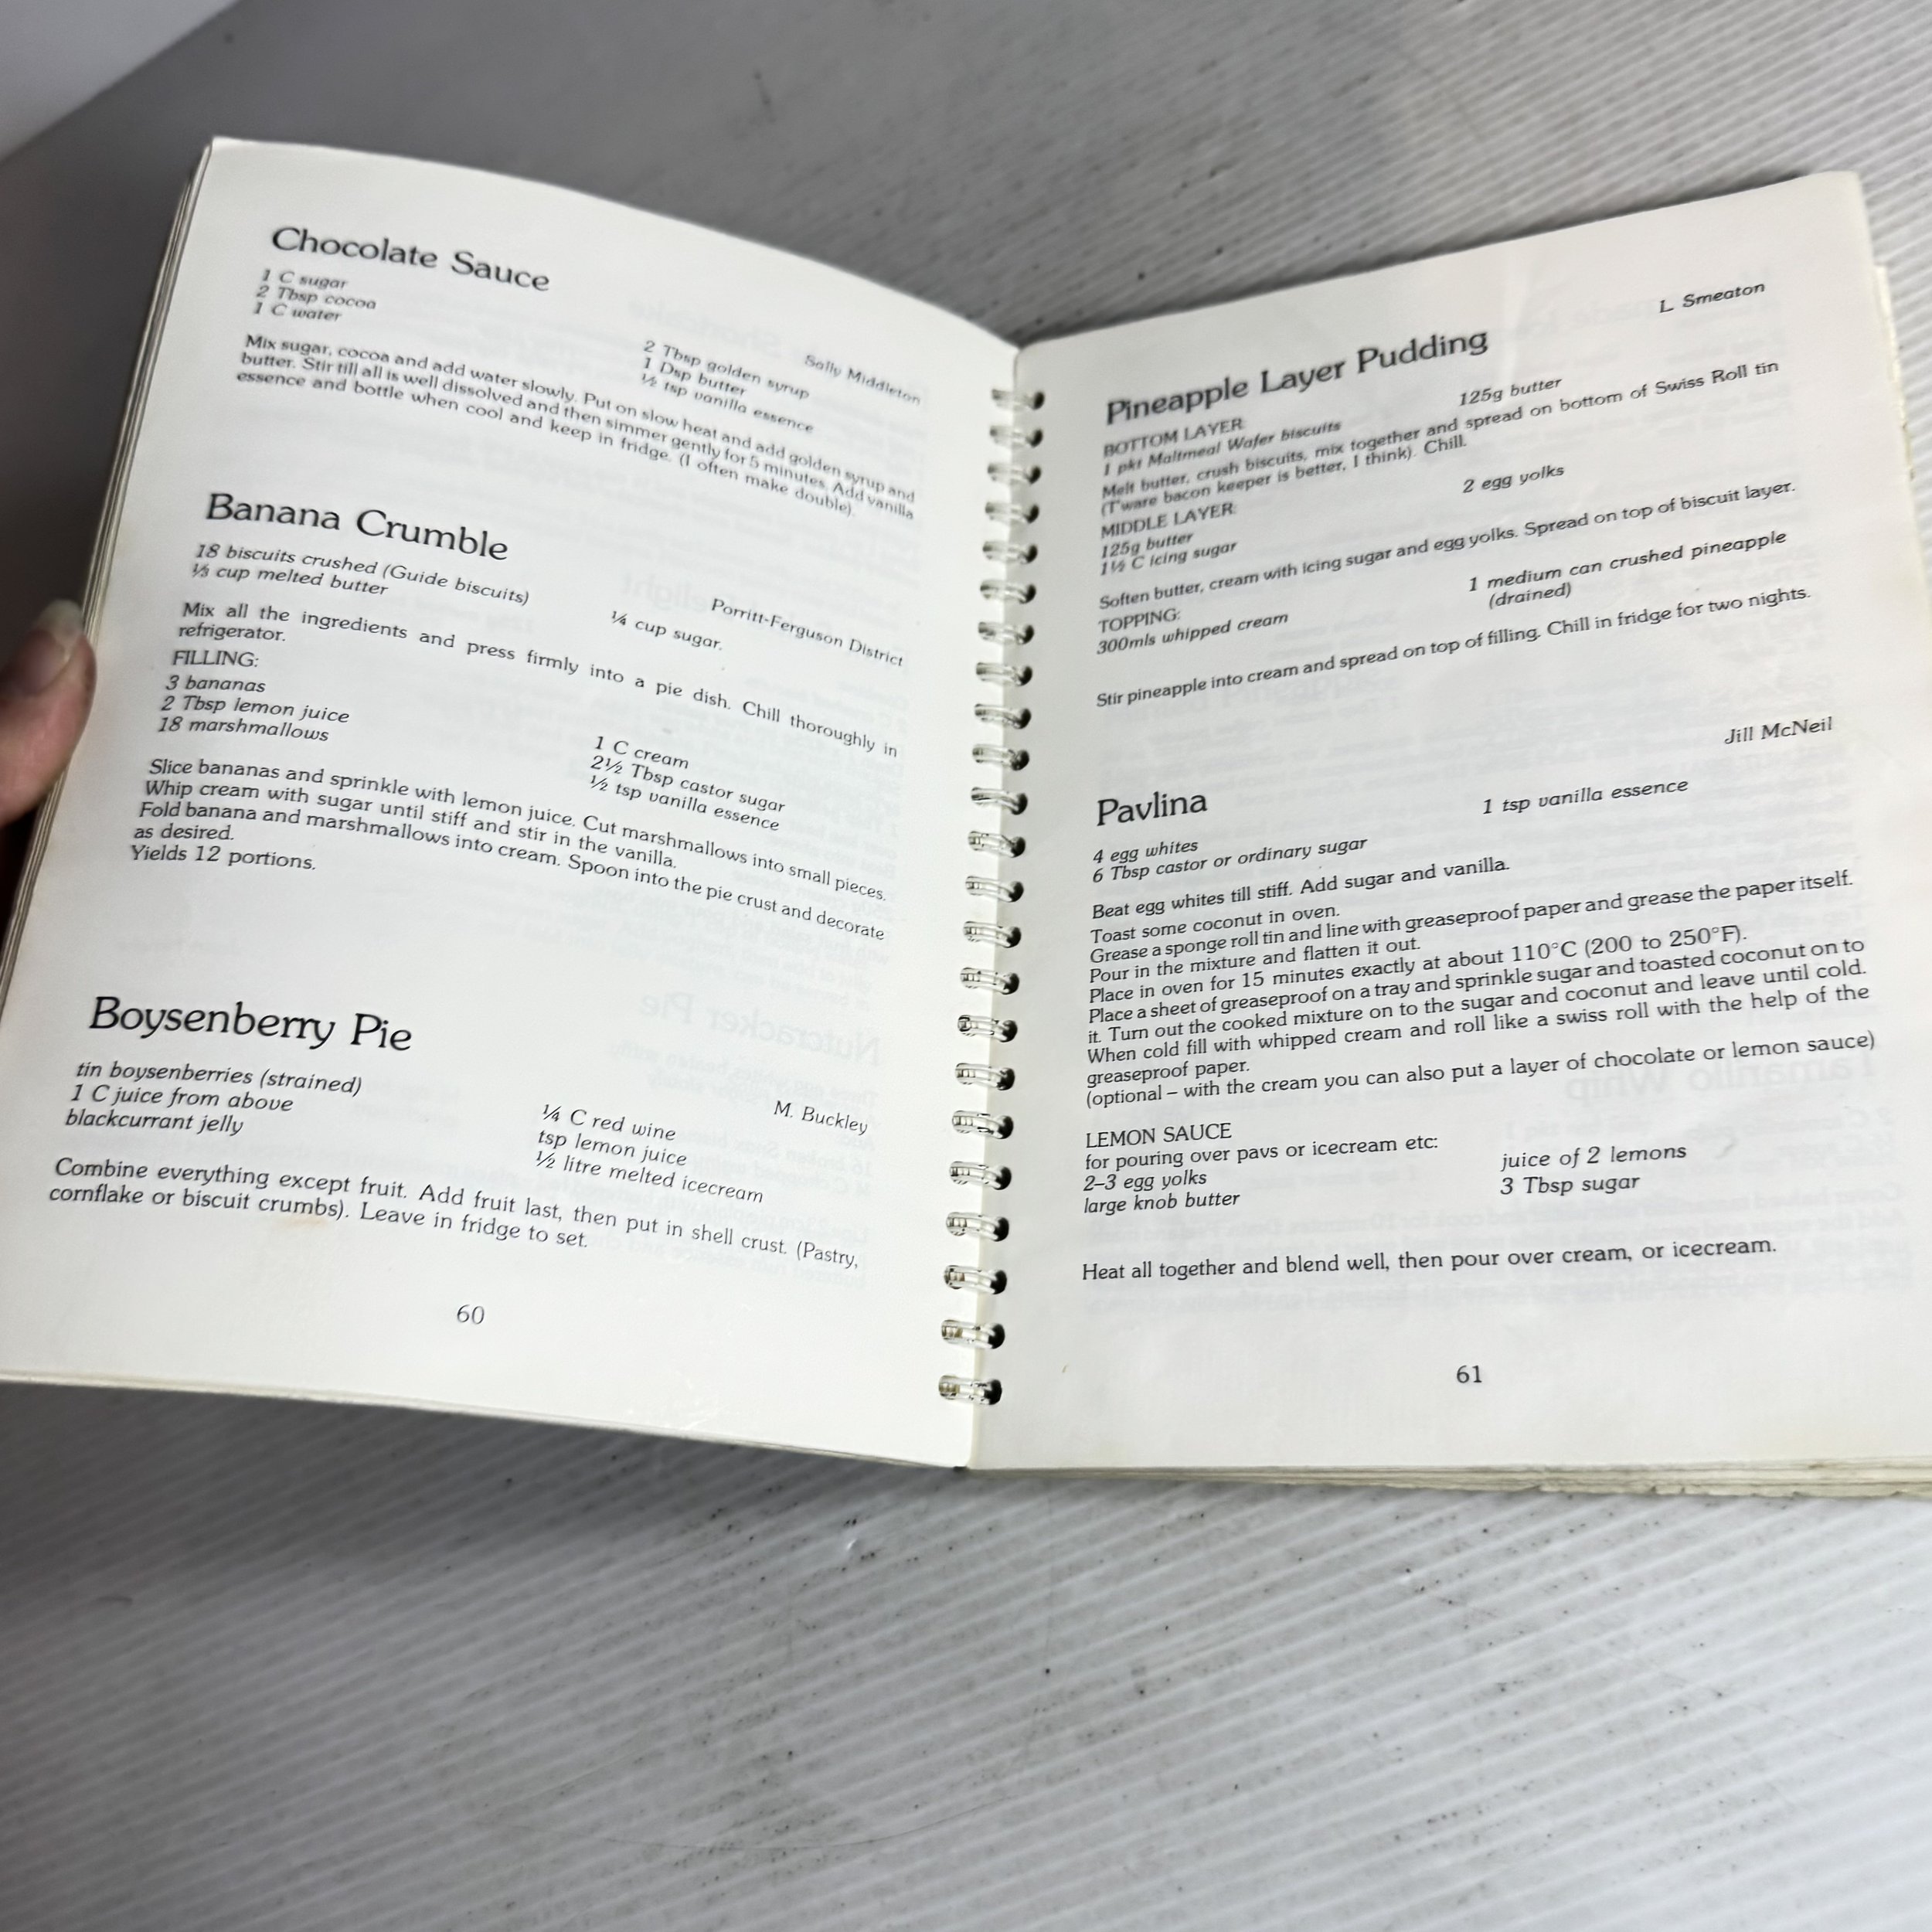 Chocolate Sauce
Sally Middleton
1 C sugar
2 Tbsp cocoa
1 C water
2 Tbsp golden syrup
1 Dsp butter
½ tsp vanilla essence
Mix sugar, cocoa and add water slowly. Put on slow heat and add golden syrup and
butter. Stir till all is well dissolved and then simmer gently for 5 minutes. Add vanilla
essence and bottle when cool and keep in fridge. (I often make double).
Banana Crumble
Porritt-Ferguson District
18 biscuits crushed (Guide biscuits)
⅓ cup melted butter
¼ cup sugar.
Mix all the ingredients and press firmly into a pie dish. Chill thoroughly in
refrigerator.
FILLING:
3 bananas
2 Tbsp lemon juice
18 marshmallows
1 C cream
2½ Tbsp castor sugar
½ tsp vanilla essence
Slice bananas and sprinkle with lemon juice. Cut marshmallows into small pieces.
Whip cream with sugar until stiff and stir in the vanilla.
Fold banana and marshmallows into cream. Spoon into the pie crust and decorate
as desired.
Yields 12 portions.
Boysenberry Pie
M. Buckley
tin boysenberries (strained)
1 C juice from above
blackcurrant jelly
¼ C red wine
tsp lemon juice
½ litre melted icecream
Combine everything except fruit. Add fruit last, then put in shell crust. (Pastry,
cornflake or biscuit crumbs). Leave in fridge to set.
60
L. Smeaton
Pineapple Layer Pudding
BOTTOM LAYER:
1 pkt Maltmeal Wafer biscuits
125g butter
Melt butter, crush biscuits, mix together and spread on bottom of Swiss Roll tin
(T'ware bacon keeper is better, I think). Chill.
MIDDLE LAYER:
125g butter
1½ C icing sugar
2 egg yolks
Soften butter, cream with icing sugar and egg yolks. Spread on top of biscuit layer.
TOPPING:
300mls whipped cream
1 medium can crushed pineapple
(drained)
Stir pineapple into cream and spread on top of filling. Chill in fridge for two nights.
Jill McNeil
Pavlina
4 egg whites
6 Tbsp castor or ordinary sugar
1 tsp vanilla essence
Beat egg whites till stiff. Add sugar and vanilla.
Toast some coconut in oven.
Grease a sponge roll tin and line with greaseproof paper and grease the paper itself.
Pour in the mixture and flatten it out.
Place in oven for 15 minutes exactly at about 110°C (200 to 250°F).
Place a sheet of greaseproof on a tray and sprinkle sugar and toasted coconut on to
it. Turn out the cooked mixture on to the sugar and coconut and leave until cold.
When cold fill with whipped cream and roll like a swiss roll with the help of the
greaseproof paper.
(optional – with the cream you can also put a layer of chocolate or lemon sauce)
LEMON SAUCE
for pouring over pavs or icecream etc:
2–3 egg yolks
large knob butter
juice of 2 lemons
3 Tbsp sugar
Heat all together and blend well, then pour over cream, or icecream.
61